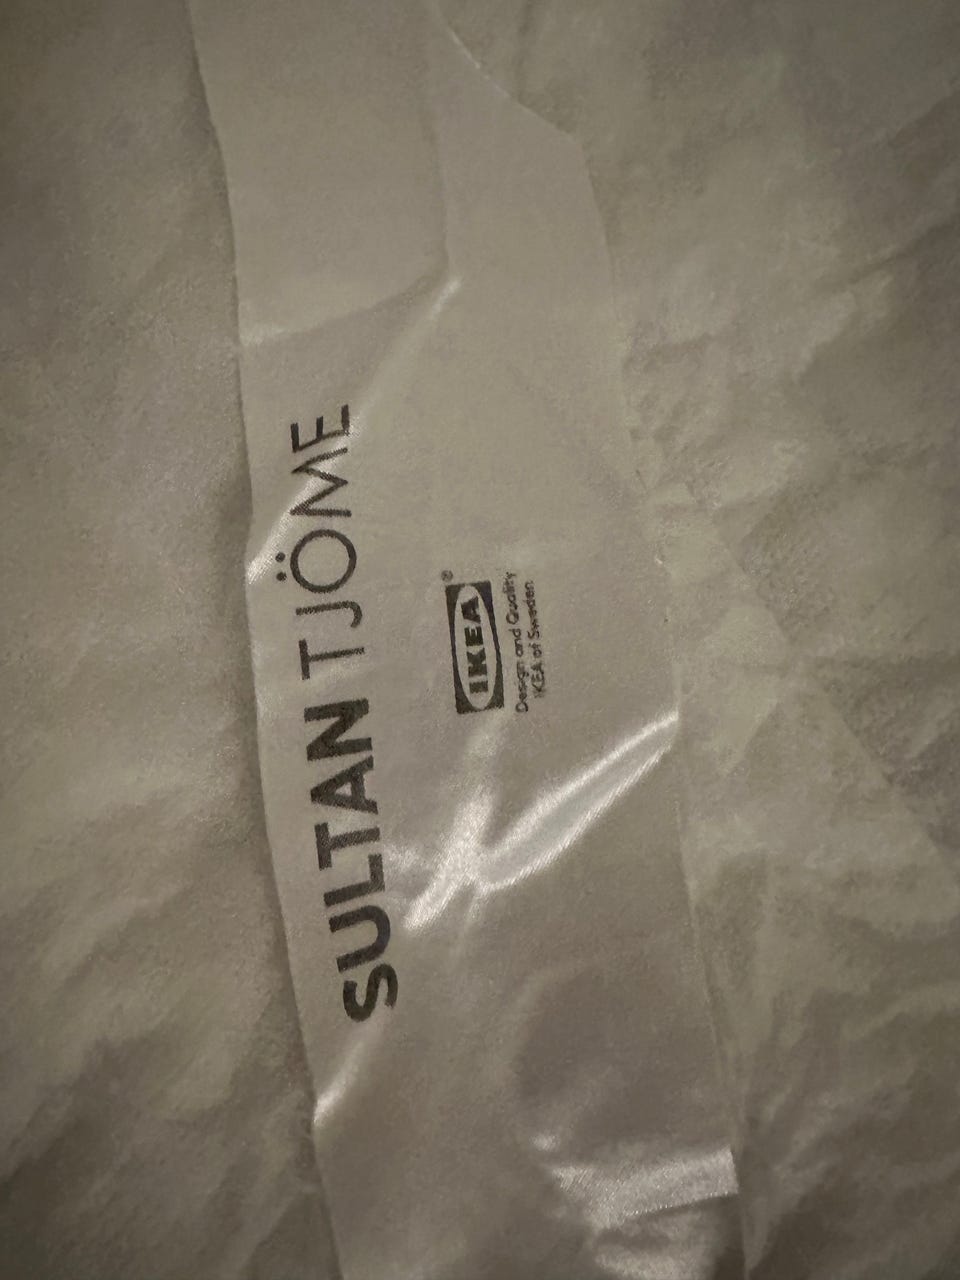 SULTAN TJÖME
IKEA®
Design and Quality
IKEA of Sweden